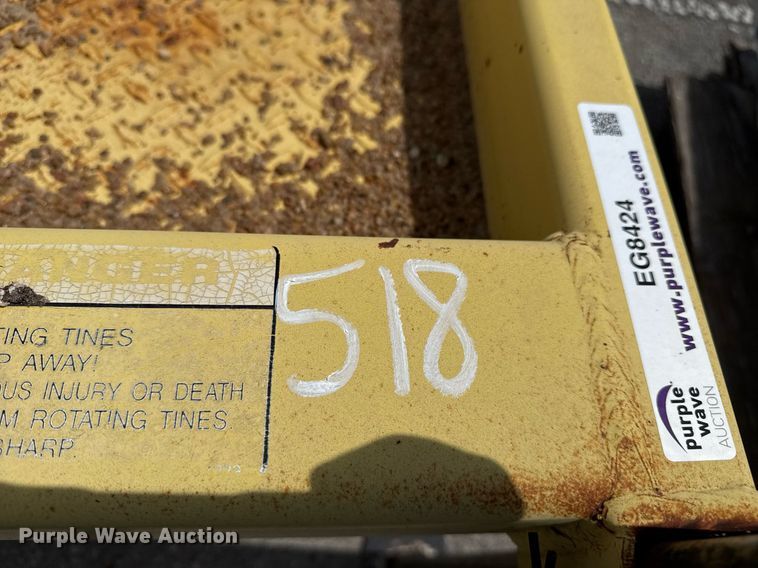 DANGER
TING TINES
P AWAY!
OUS INJURY OR DEATH
M ROTATING TINES.
SHARP.
518
EG8424
www.purplewave.com
purple
wave
AUCTION
Purple Wave Auction